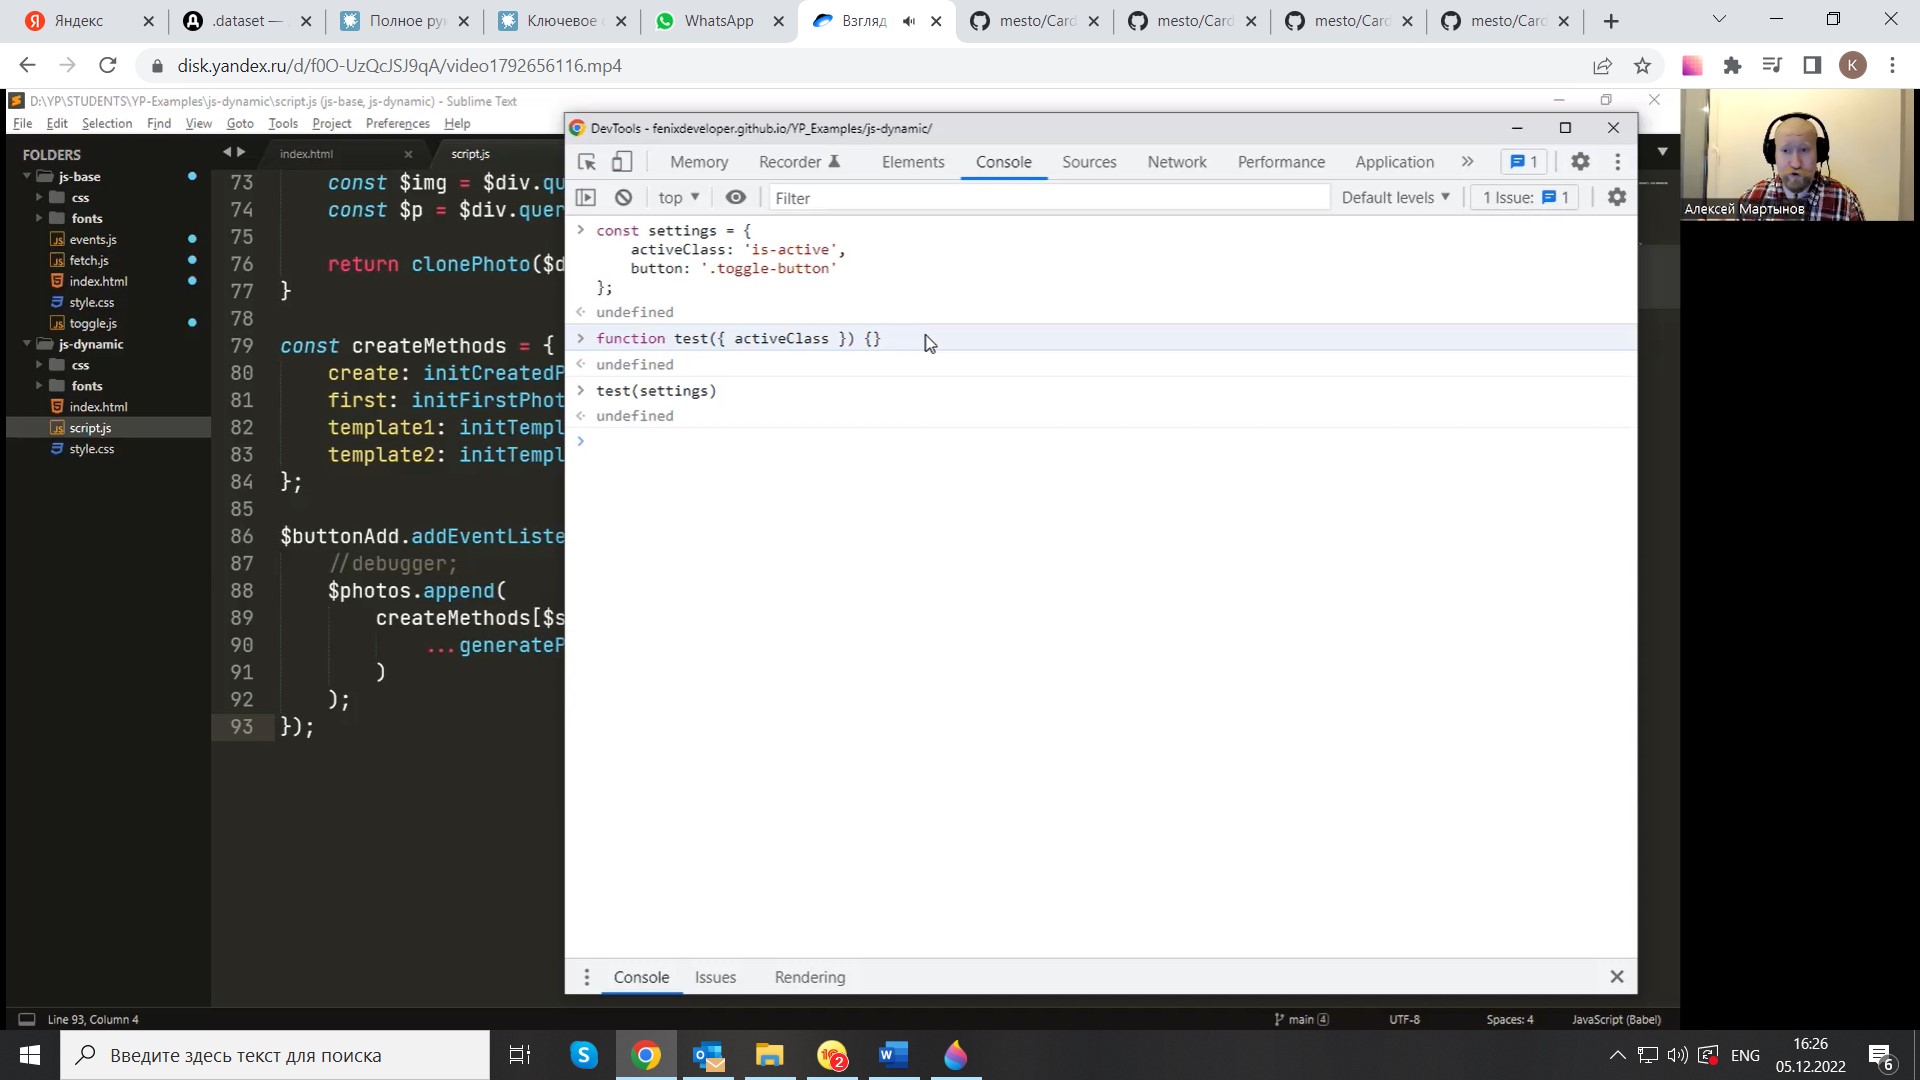 Яндекс
.dataset —
Полное рук
Ключевое с
WhatsApp
Взгляд
mesto/Card
mesto/Card
mesto/Card
mesto/Card
disk.yandex.ru/d/f0O-UzQcJSJ9qA/video1792656116.mp4
K
D:\YP\STUDENTS\YP-Examples\js-dynamic\script.js (js-base, js-dynamic) - Sublime Text
File Edit Selection Find View Goto Tools Project Preferences Help
FOLDERS
js-base
css
fonts
events.js
fetch.js
index.html
style.css
toggle.js
js-dynamic
css
fonts
index.html
script.js
style.css
index.html
script.js
73 const $img = $div.qu
74 const $p = $div.quer
75
76 return clonePhoto($d
77 }
78
79 const createMethods = {
80 create: initCreatedP
81 first: initFirstPhot
82 template1: initTempl
83 template2: initTempl
84 };
85
86 $buttonAdd.addEventListe
87 //debugger;
88 $photos.append(
89 createMethods[$s
90 ...generateP
91 )
92 );
93 });
DevTools - fenixdeveloper.github.io/YP_Examples/js-dynamic/
Memory Recorder Elements Console Sources Network Performance Application » 1
top Filter Default levels 1 Issue: 1
const settings = {
activeClass: 'is-active',
button: '.toggle-button'
};
undefined
function test({ activeClass }) {}
undefined
test(settings)
undefined
Console Issues Rendering
Алексей Мартынов
Line 93, Column 4
main 4
UTF-8
Spaces: 4
JavaScript (Babel)
Введите здесь текст для поиска
2
ENG
16:26
05.12.2022
6